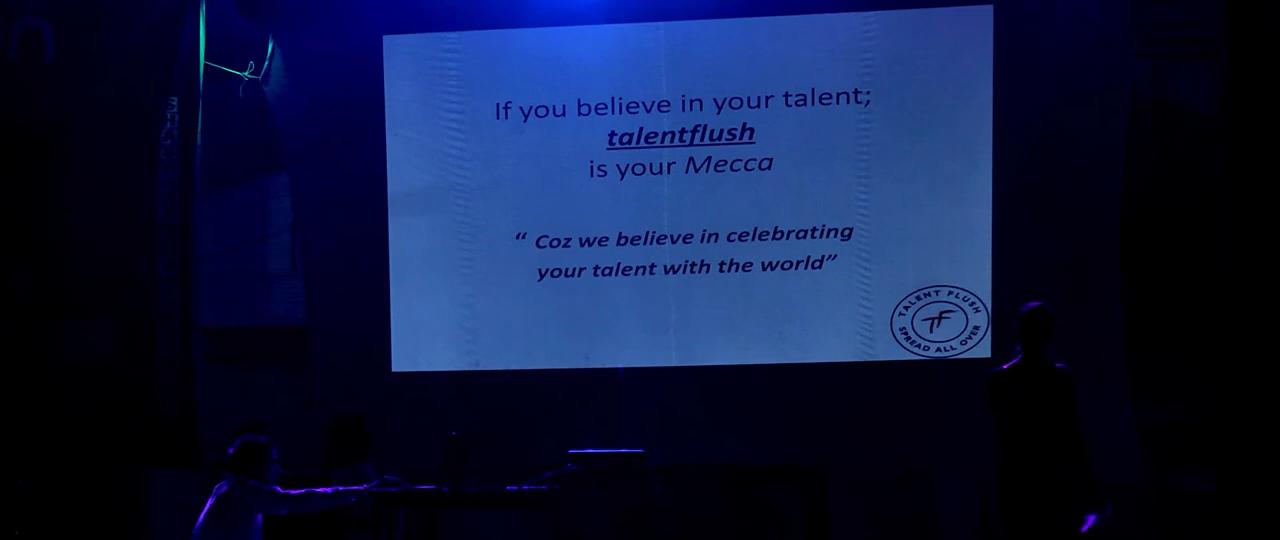 If you believe in your talent;
talentflush
is your Mecca
“ Coz we believe in celebrating
your talent with the world”
TALENT FLUSH
TF
SPREAD ALL OVER